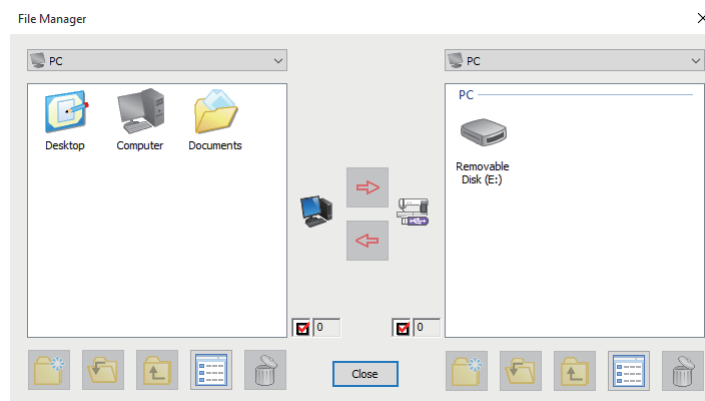 File Manager
PC
PC
Desktop
Computer
Documents
PC
Removable
Disk (E:)
0
0
Close